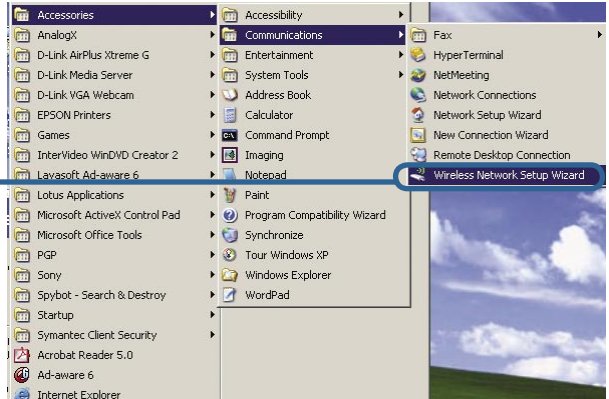 Accessories
AnalogX
D-Link AirPlus Xtreme G
D-Link Media Server
D-Link VGA Webcam
EPSON Printers
Games
InterVideo WinDVD Creator 2
Lavasoft Ad-aware 6
Lotus Applications
Microsoft ActiveX Control Pad
Microsoft Office Tools
PGP
Sony
Spybot - Search & Destroy
Startup
Symantec Client Security
Acrobat Reader 5.0
Ad-aware 6
Internet Explorer
Accessibility
Communications
Entertainment
System Tools
Address Book
Calculator
Command Prompt
Imaging
Notepad
Paint
Program Compatibility Wizard
Synchronize
Tour Windows XP
Windows Explorer
WordPad
Fax
HyperTerminal
NetMeeting
Network Connections
Network Setup Wizard
New Connection Wizard
Remote Desktop Connection
Wireless Network Setup Wizard